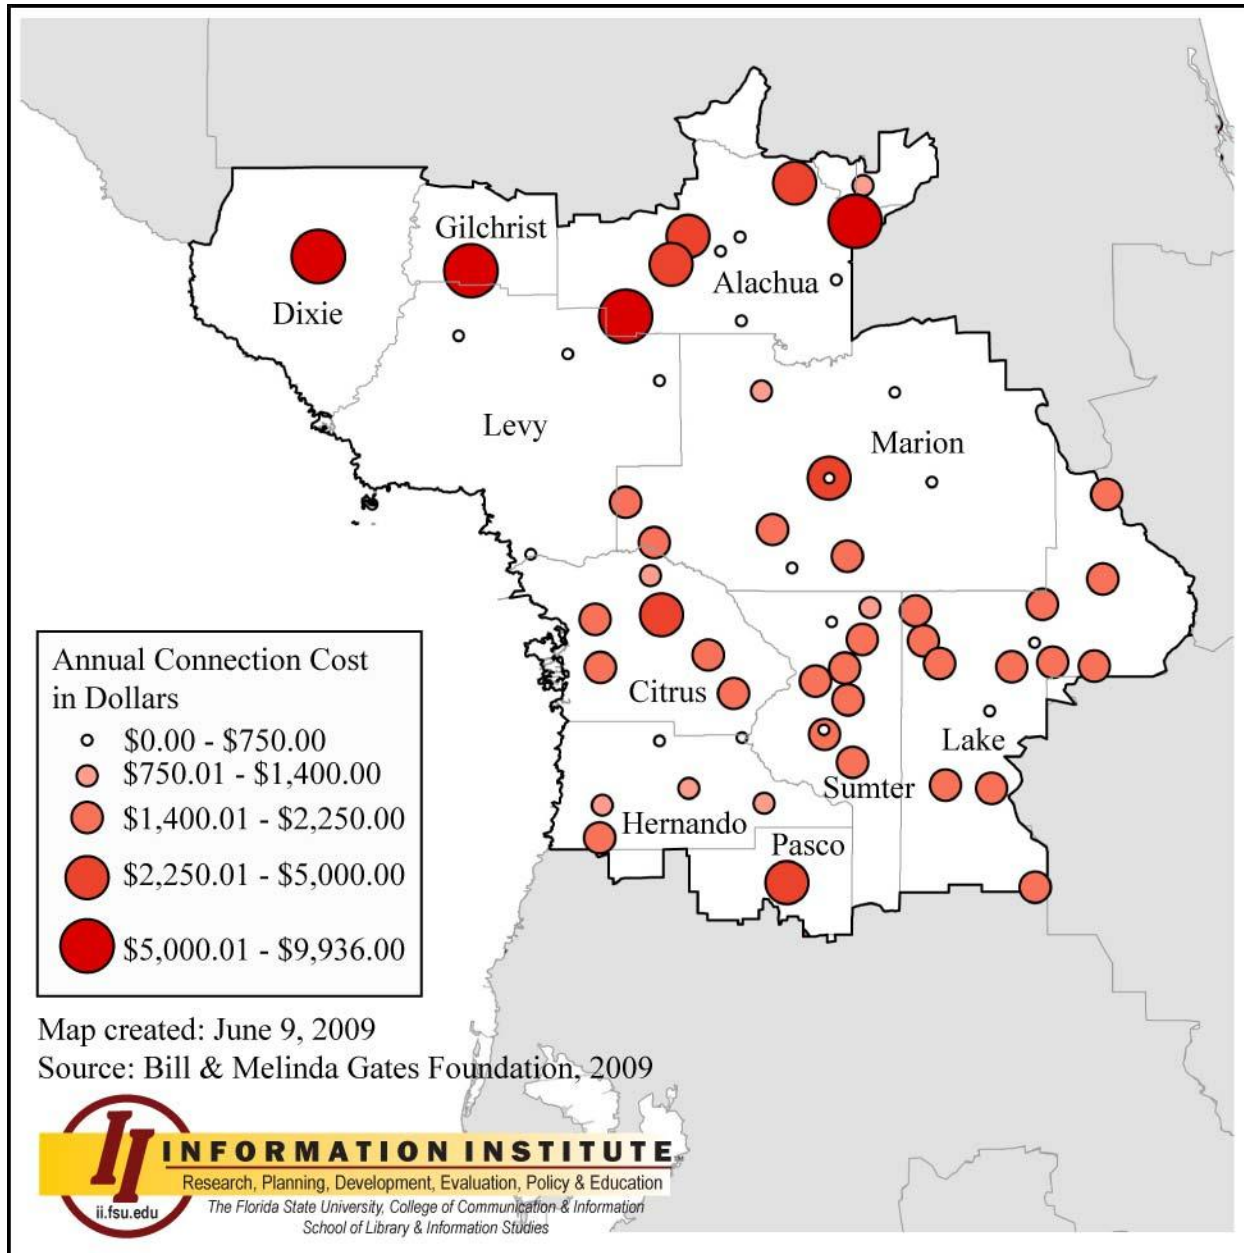 Gilchrist
Alachua
Dixie
Levy
Marion
Annual Connection Cost
in Dollars
$0.00 - $750.00
$750.01 - $1,400.00
$1,400.01 - $2,250.00
$2,250.01 - $5,000.00
$5,000.01 - $9,936.00
Citrus
Lake
Sumter
Hernando
Pasco
Map created: June 9, 2009
Source: Bill & Melinda Gates Foundation, 2009
II
ii.fsu.edu
INFORMATION INSTITUTE
Research, Planning, Development, Evaluation, Policy & Education
The Florida State University, College of Communication & Information
School of Library & Information Studies